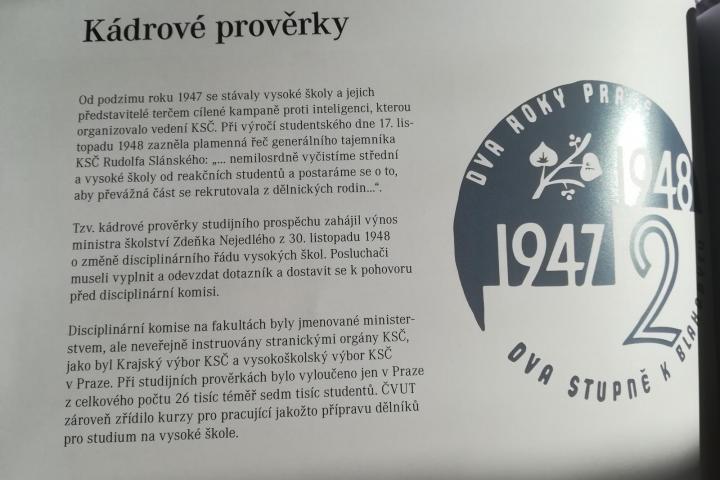 Kádrové prověrky
Od podzimu roku 1947 se stávaly vysoké školy a jejich
představitelé terčem cílené kampaně proti inteligenci, kterou
organizovalo vedení KSČ. Při výročí studentského dne 17. lis-
topadu 1948 zazněla plamenná řeč generálního tajemníka
KSČ Rudolfa Slánského: „... nemilosrdně vyčistíme střední
a vysoké školy od reakčních studentů a postaráme se o to,
aby převážná část se rekrutovala z dělnických rodin...“.
Tzv. kádrové prověrky studijního prospěchu zahájil výnos
ministra školství Zdeňka Nejedlého z 30. listopadu 1948
o změně disciplinárního řádu vysokých škol. Posluchači
museli vyplnit a odevzdat dotazník a dostavit se k pohovoru
před disciplinární komisi.
Disciplinární komise na fakultách byly jmenované minister-
stvem, ale neveřejně instruovány stranickými orgány KSČ,
jako byl Krajský výbor KSČ a vysokoškolský výbor KSČ
v Praze. Při studijních prověrkách bylo vyloučeno jen v Praze
z celkového počtu 26 tisíc téměř sedm tisíc studentů. ČVUT
zároveň zřídilo kurzy pro pracující jakožto přípravu dělníků
pro studium na vysoké škole.
DVA ROKY PRÁCE
1948
1947
2
DVA STUPNĚ K